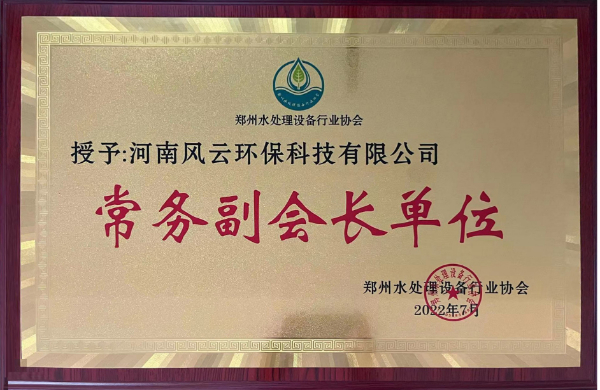 郑州水处理设备行业协会
授予:河南风云环保科技有限公司
常务副会长单位
郑州水处理设备行业协会
2022年7月